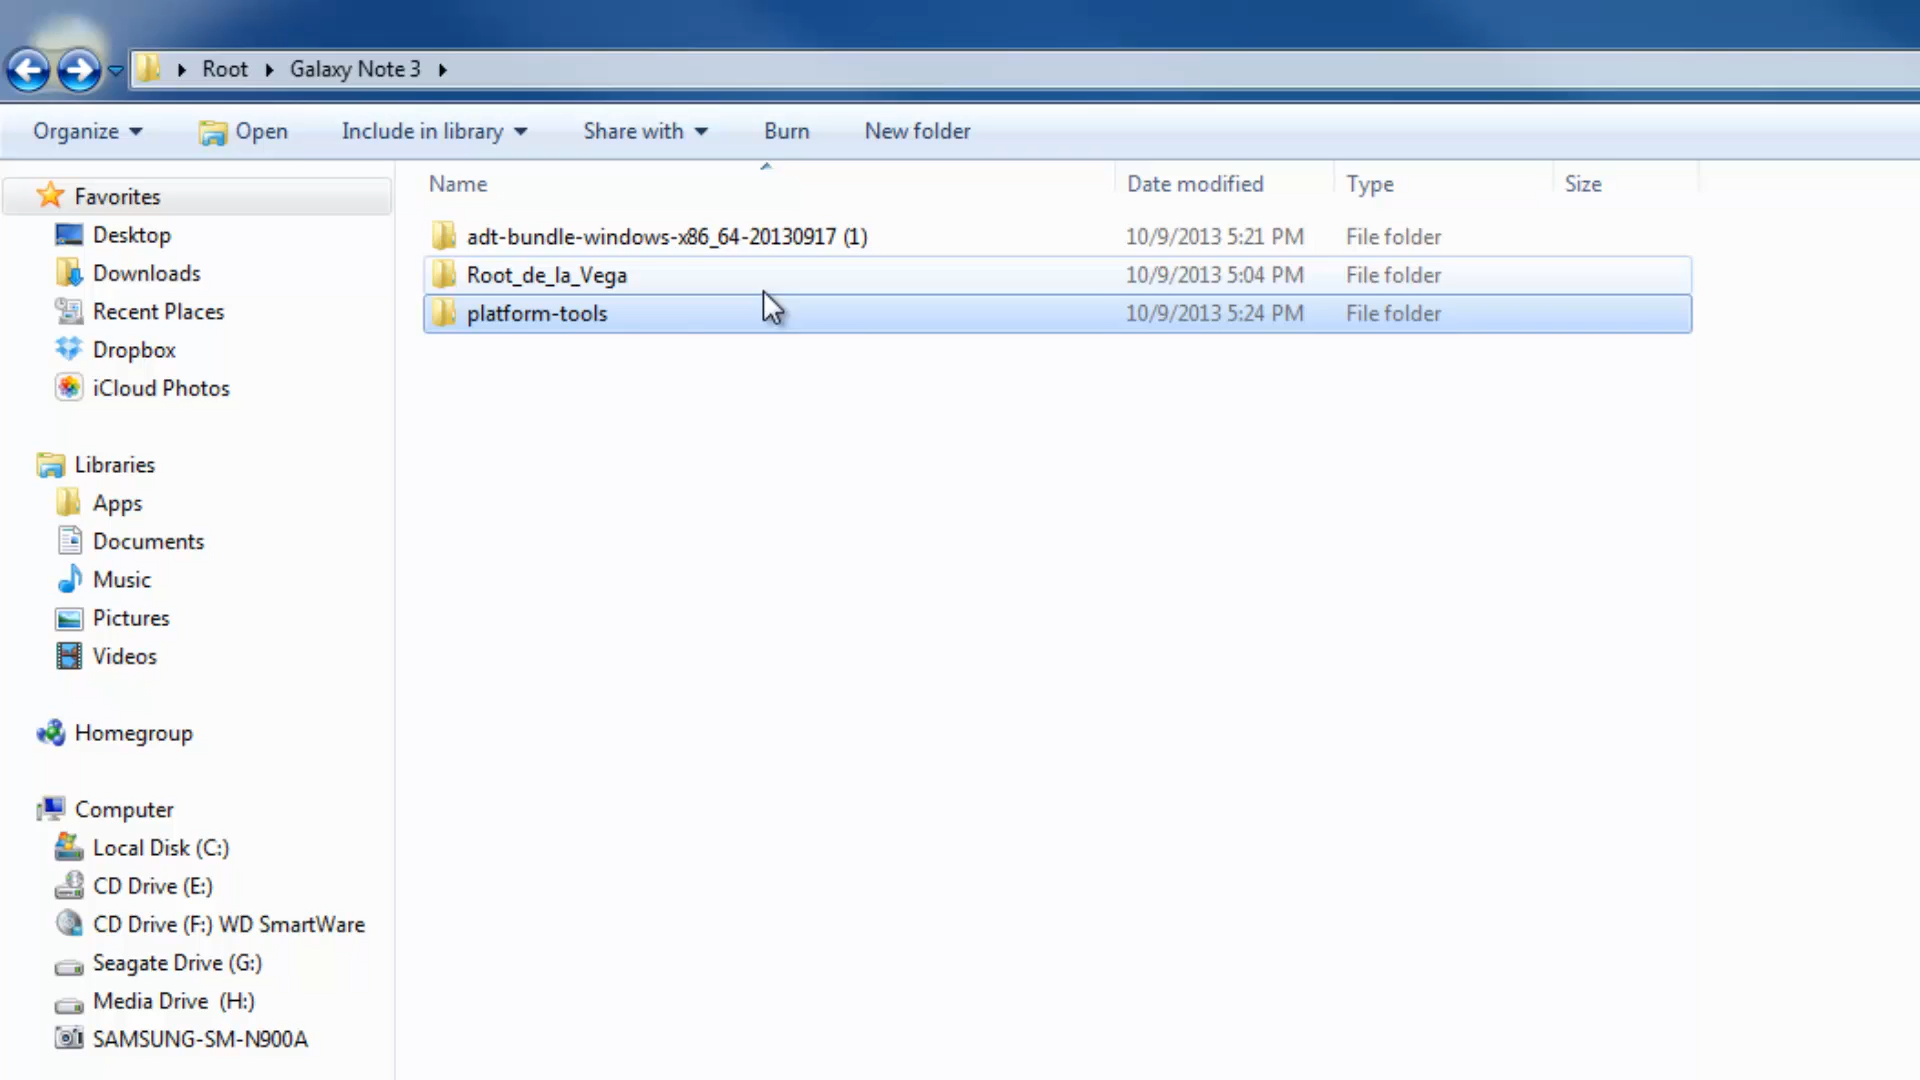 Root Galaxy Note 3
Organize Open Include in library Share with Burn New folder
Name Date modified Type Size
adt-bundle-windows-x86_64-20130917 (1) 10/9/2013 5:21 PM File folder
Root_de_la_Vega 10/9/2013 5:04 PM File folder
platform-tools 10/9/2013 5:24 PM File folder
Favorites
Desktop
Downloads
Recent Places
Dropbox
iCloud Photos
Libraries
Apps
Documents
Music
Pictures
Videos
Homegroup
Computer
Local Disk (C:)
CD Drive (E:)
CD Drive (F:) WD SmartWare
Seagate Drive (G:)
Media Drive (H:)
SAMSUNG-SM-N900A